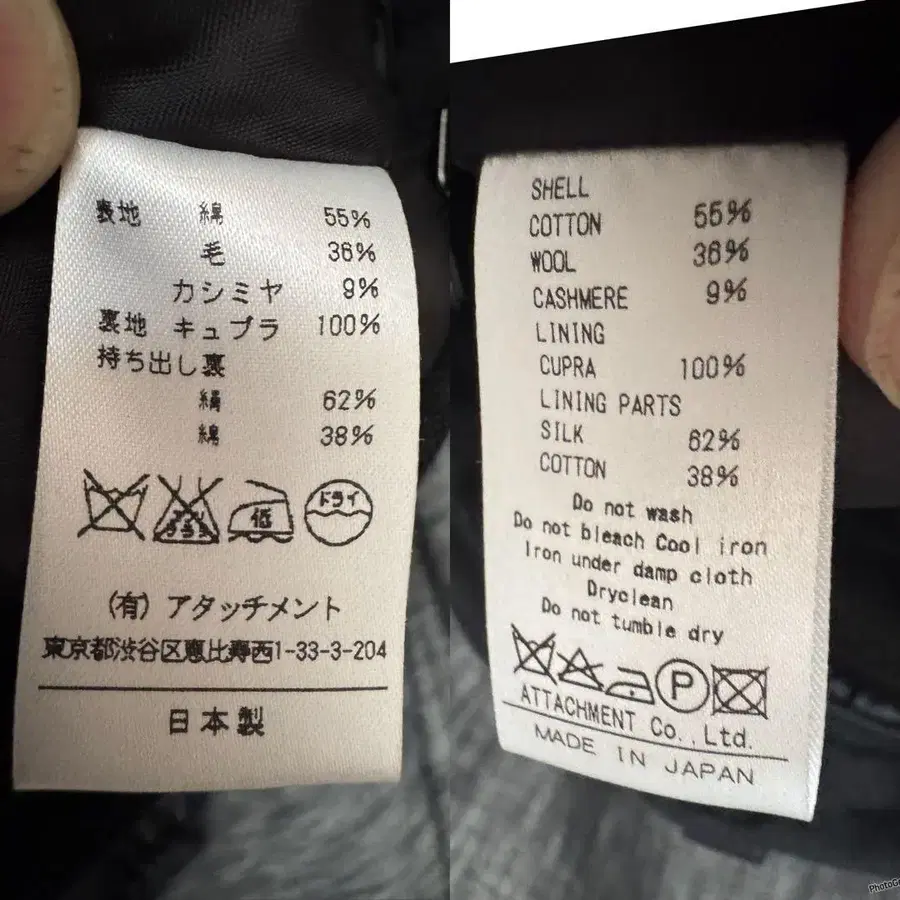 表地 綿 55%
毛 36%
カシミヤ 9%
裏地 キュプラ 100%
持ち出し裏
絹 62%
綿 38%
低
ドライ
(有) アタッチメント
東京都渋谷区恵比寿西1-33-3-204
日本製
SHELL
COTTON 55%
WOOL 36%
CASHMERE 9%
LINING
CUPRA 100%
LINING PARTS
SILK 62%
COTTON 38%
Do not wash
Do not bleach Cool iron
Iron under damp cloth
Dryclean
Do not tumble dry
P
ATTACHMENT Co.,Ltd.
MADE IN JAPAN